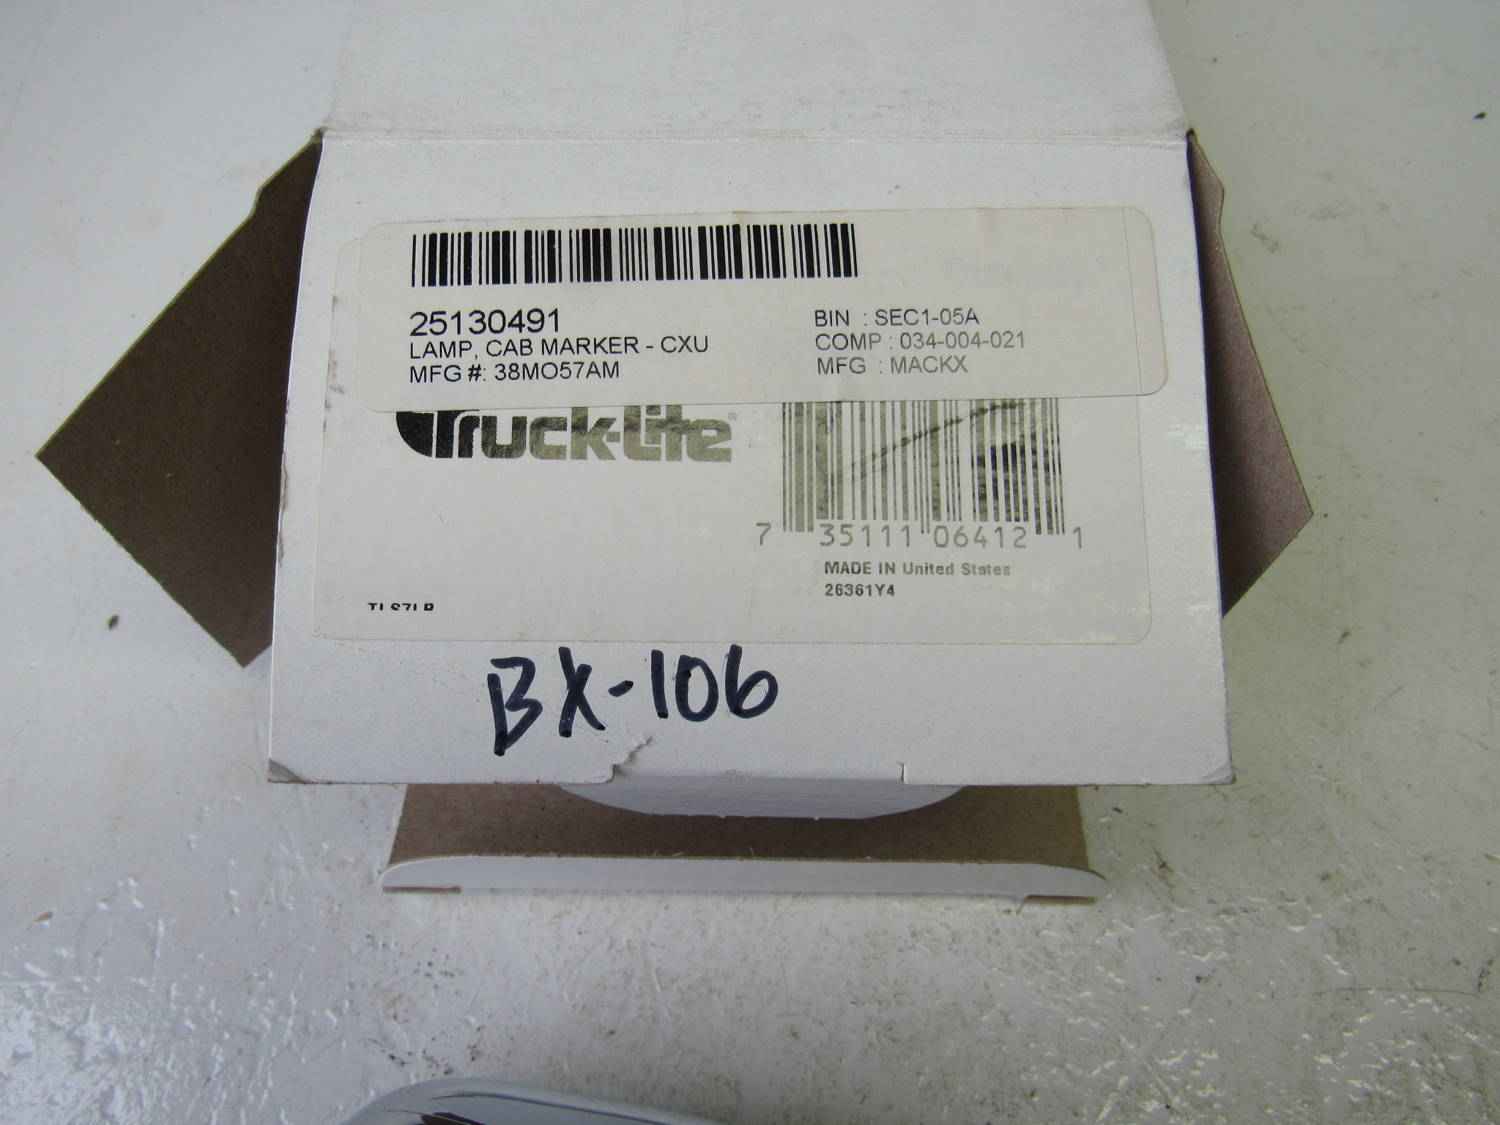 25130491
LAMP, CAB MARKER - CXU
MFG #: 38MO57AM
BIN : SEC1-05A
COMP : 034-004-021
MFG : MACKX
Truck-Lite®
7 35111 06412 1
MADE IN United States
26361Y4
BX-106